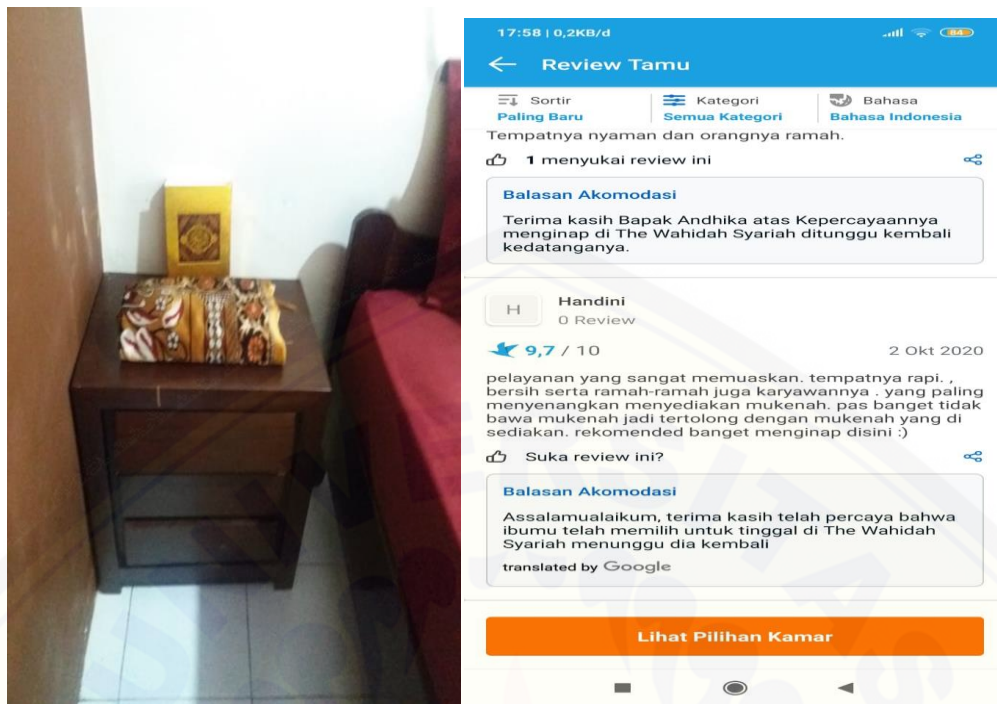 17:58 | 0,2KB/d
84
Review Tamu
Sortir
Paling Baru
Kategori
Semua Kategori
Bahasa
Bahasa Indonesia
Tempatnya nyaman dan orangnya ramah.
1 menyukai review ini
Balasan Akomodasi
Terima kasih Bapak Andhika atas Kepercayaannya
menginap di The Wahidah Syariah ditunggu kembali
kedatanganya.
H
Handini
0 Review
9,7 / 10
2 Okt 2020
pelayanan yang sangat memuaskan. tempatnya rapi. ,
bersih serta ramah-ramah juga karyawannya . yang paling
menyenangkan menyediakan mukenah. pas banget tidak
bawa mukenah jadi tertolong dengan mukenah yang di
sediakan. rekomended banget menginap disini :)
Suka review ini?
Balasan Akomodasi
Assalamualaikum, terima kasih telah percaya bahwa
ibumu telah memilih untuk tinggal di The Wahidah
Syariah menunggu dia kembali
translated by Google
Lihat Pilihan Kamar